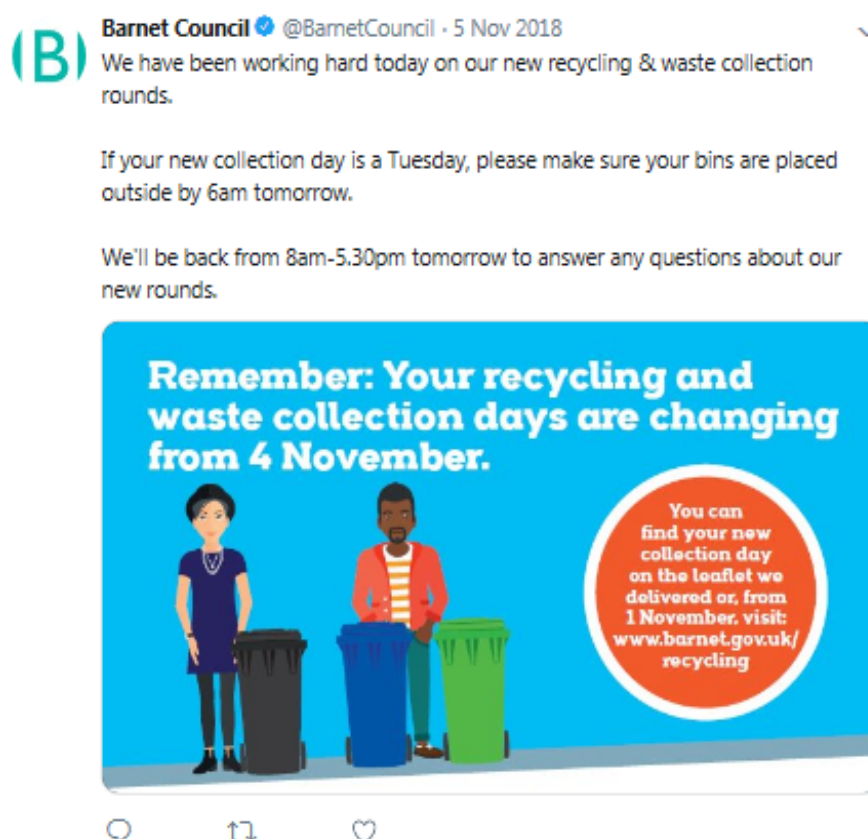 Barnet Council @BarnetCouncil · 5 Nov 2018
(B)
We have been working hard today on our new recycling & waste collection
rounds.
If your new collection day is a Tuesday, please make sure your bins are placed
outside by 6am tomorrow.
We'll be back from 8am-5.30pm tomorrow to answer any questions about our
new rounds.
Remember: Your recycling and
waste collection days are changing
from 4 November.
You can
find your new
collection day
on the leaflet we
delivered or, from
1 November, visit:
www.barnet.gov.uk/
recycling